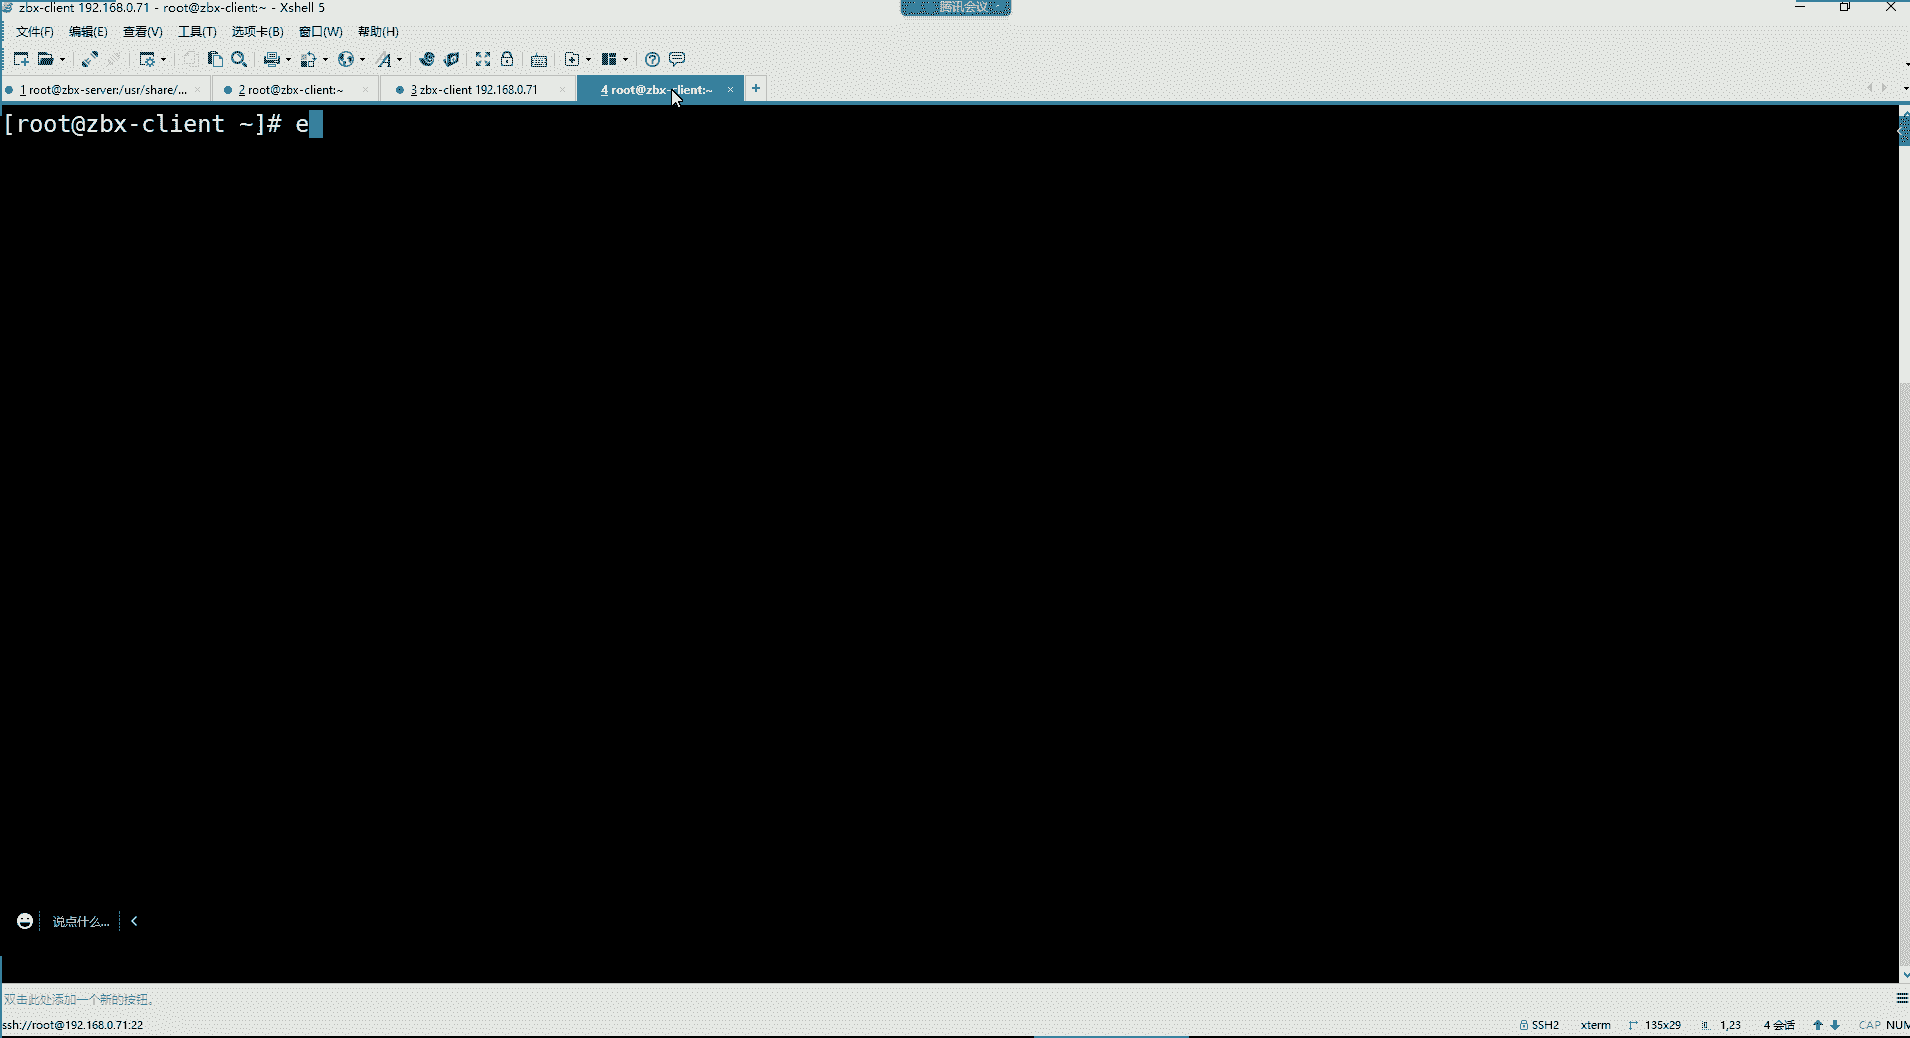 zbx-client 192.168.0.71 - root@zbx-client:~ - Xshell 5
腾讯会议
文件(F) 编辑(E) 查看(V) 工具(T) 选项卡(B) 窗口(W) 帮助(H)
1 root@zbx-server:/usr/share/... 2 root@zbx-client:~ 3 zbx-client 192.168.0.71 4 root@zbx-client:~
[root@zbx-client ~]# e
说点什么...
双击此处添加一个新的按钮。
ssh://root@192.168.0.71:22 SSH2 xterm 135x29 1,23 4 会话 CAP NUM